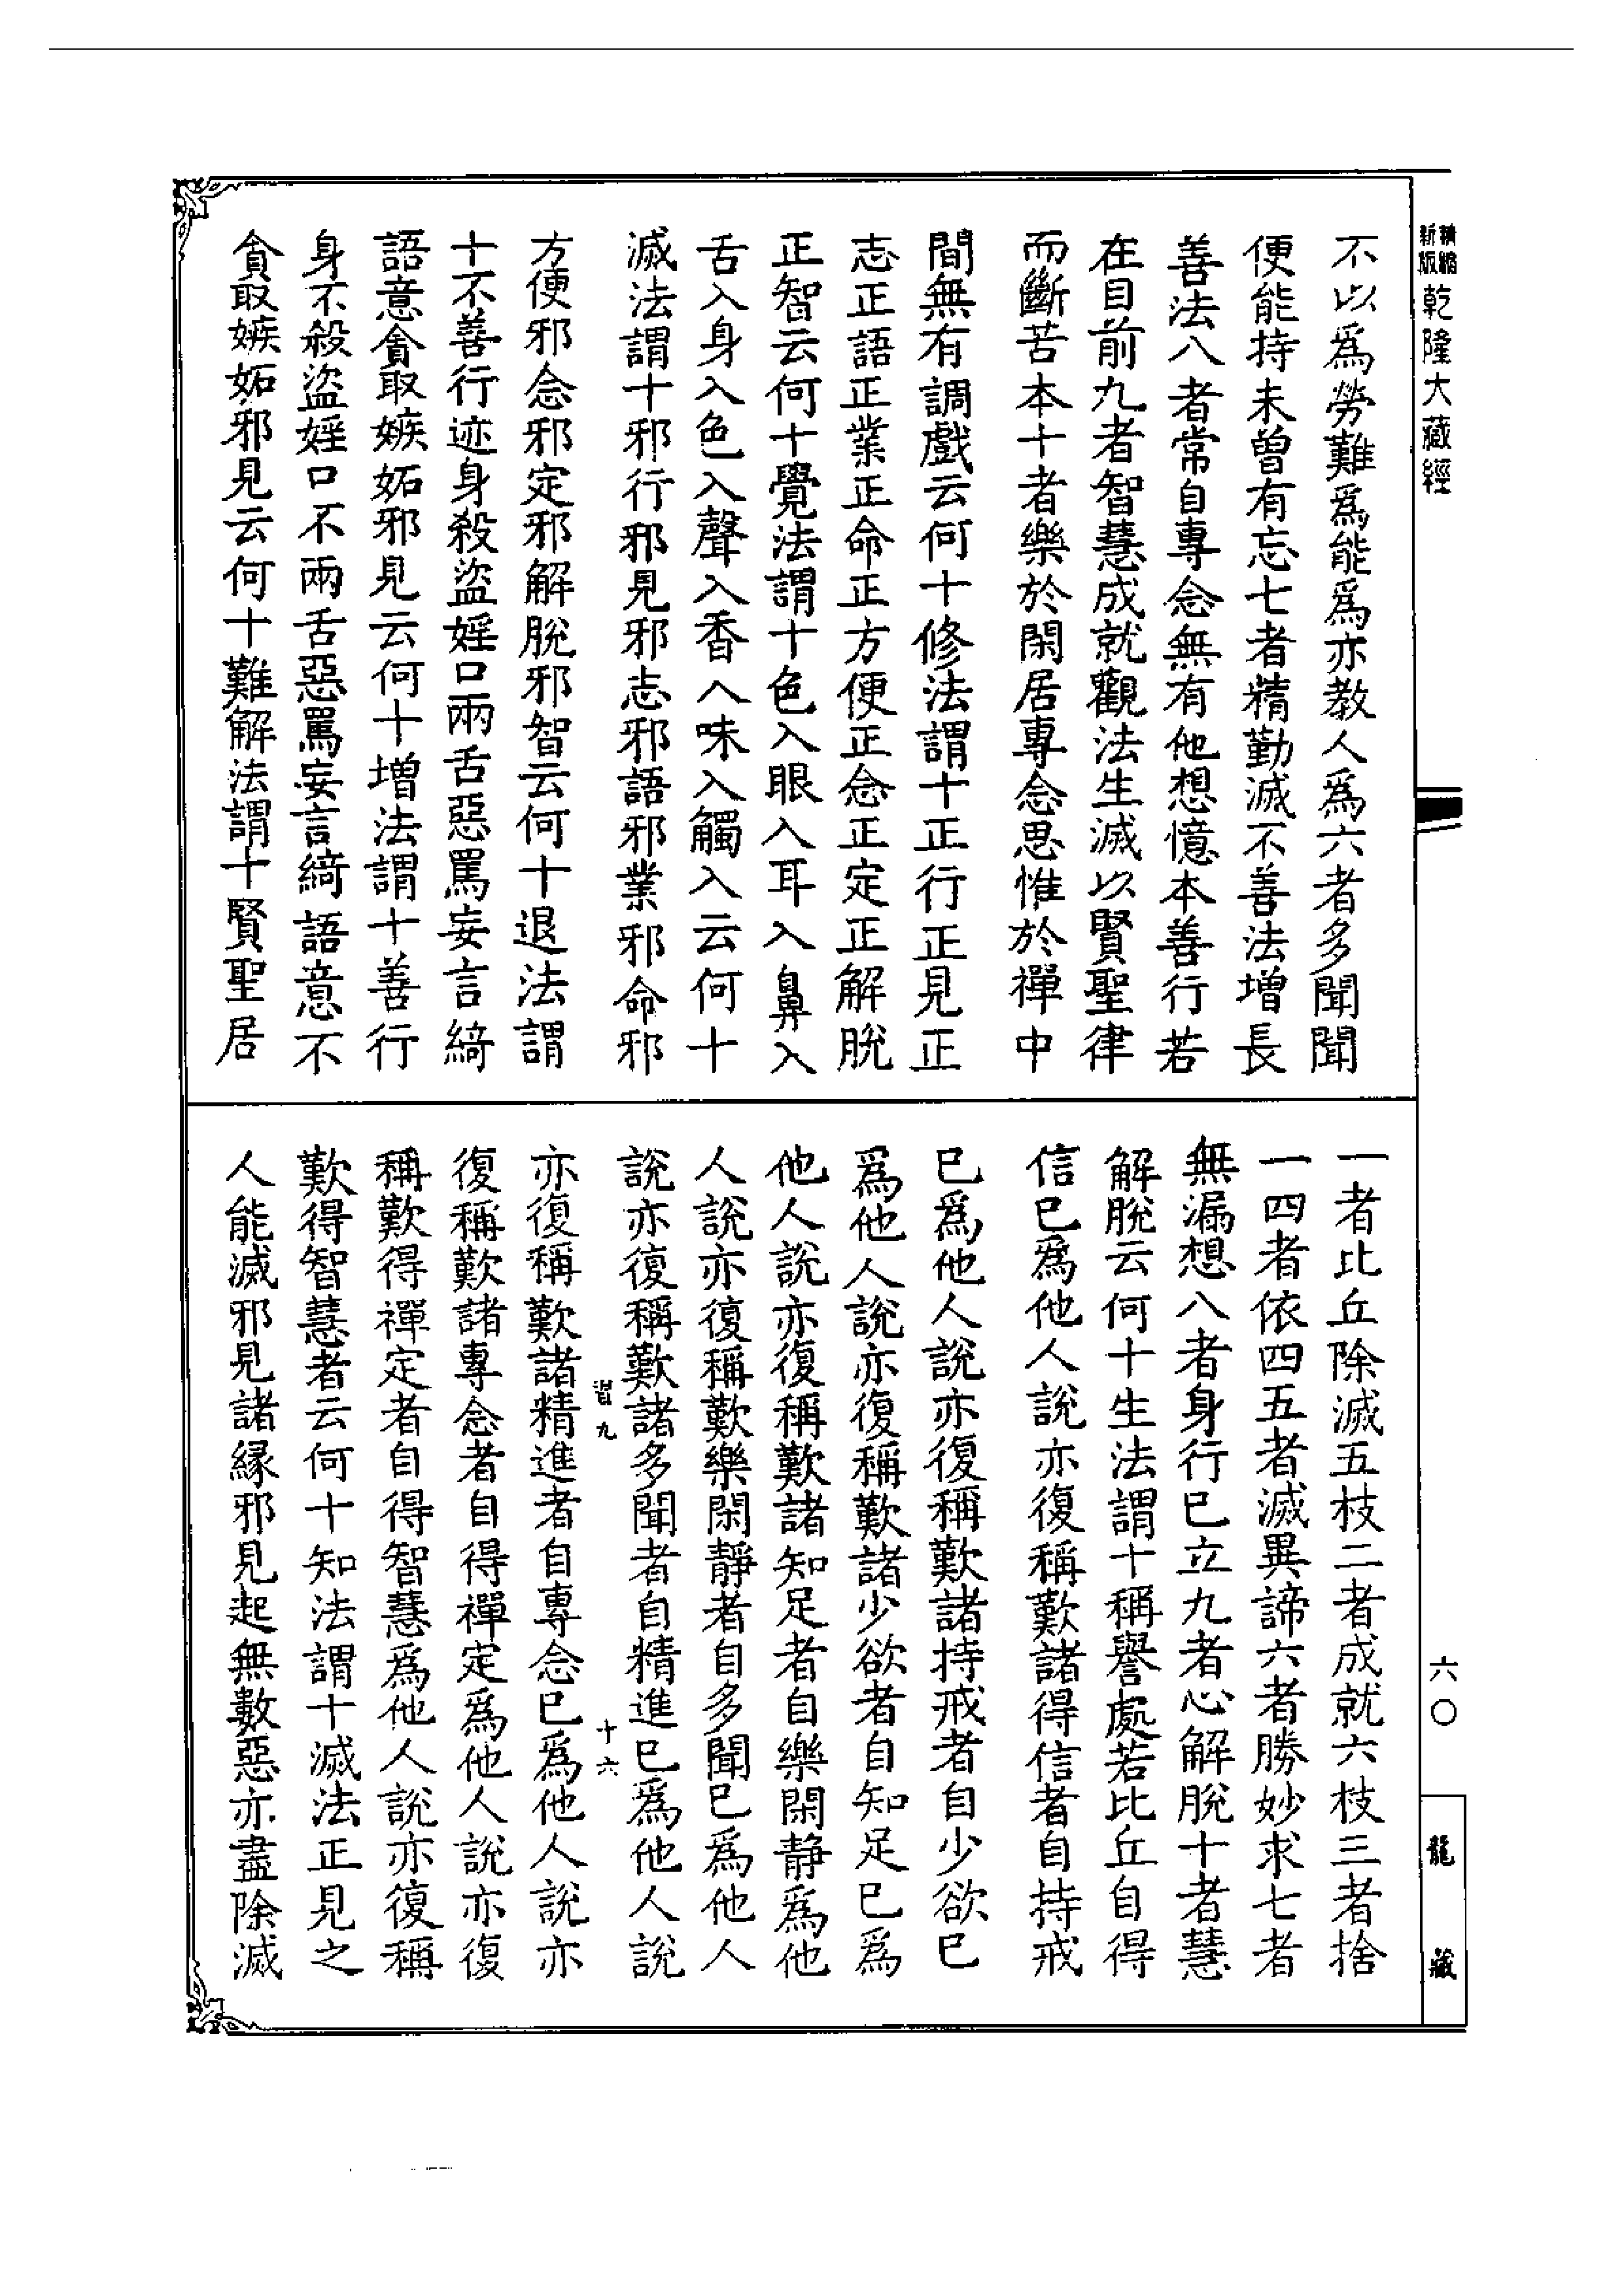 精縮新版乾隆大藏經
六〇
龍藏
不以爲勞難爲能爲亦教人爲六者多聞聞
便能持未曾有忘七者精勤滅不善法增長
善法八者常自專念無有他想憶本善行若
在目前九者智慧成就觀法生滅以賢聖律
而斷苦本十者樂於閑居專念思惟於禪中
間無有調戲云何十修法謂十正行正見正
志正語正業正命正方便正念正定正解脫
正智云何十覺法謂十色入眼入耳入鼻入
舌入身入色入聲入香入味入觸入云何十
滅法謂十邪行邪見邪志邪語邪業邪命邪
方便邪念邪定邪解脫邪智云何十退法謂
十不善行迹身殺盜婬口兩舌惡罵妄言綺
語意貪取嫉妬邪見云何十增法謂十善行
身不殺盜婬口不兩舌惡罵妄言綺語意不
貪取嫉妬邪見云何十難解法謂十賢聖居
一者比丘除滅五枝二者成就六枝三者捨
一四者依四五者滅異諦六者勝妙求七者
無漏想八者身行已立九者心解脫十者慧
解脫云何十生法謂十稱譽處若比丘自得
信已爲他人說亦復稱歎諸得信者自持戒
已爲他人說亦復稱歎諸持戒者自少欲已
爲他人說亦復稱歎諸少欲者自知足已爲
他人說亦復稱歎諸知足者自樂閑靜爲他
人說亦復稱歎樂閑靜者自多聞已爲他人
說亦復稱歎諸多聞者自精進已爲他人說
九 十六
亦復稱歎諸精進者自專念已爲他人說亦
復稱歎諸專念者自得禪定爲他人說亦復
稱歎得禪定者自得智慧爲他人說亦復稱
歎得智慧者云何十知法謂十滅法正見之
人能滅邪見諸緣邪見起無數惡亦盡除滅